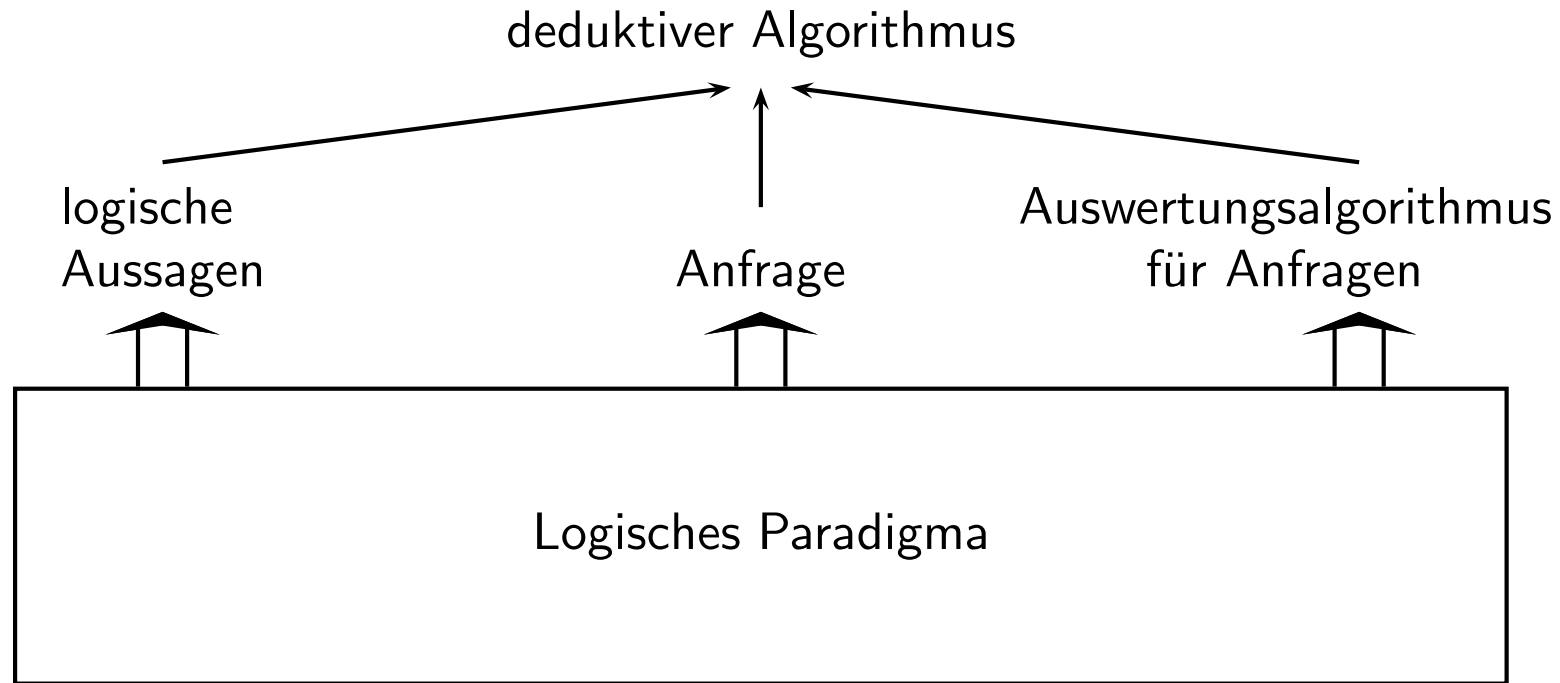 deduktiver Algorithmus
logische
Aussagen
Anfrage
Auswertungsalgorithmus
für Anfragen
Logisches Paradigma